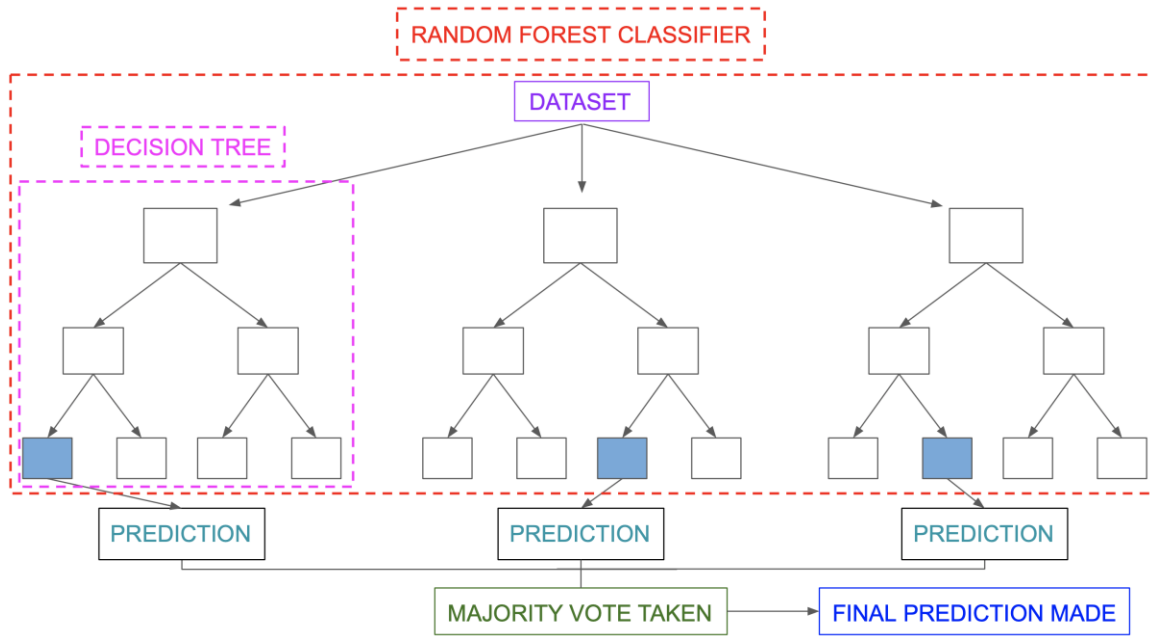 RANDOM FOREST CLASSIFIER
DATASET
DECISION TREE
PREDICTION
PREDICTION
PREDICTION
MAJORITY VOTE TAKEN
FINAL PREDICTION MADE